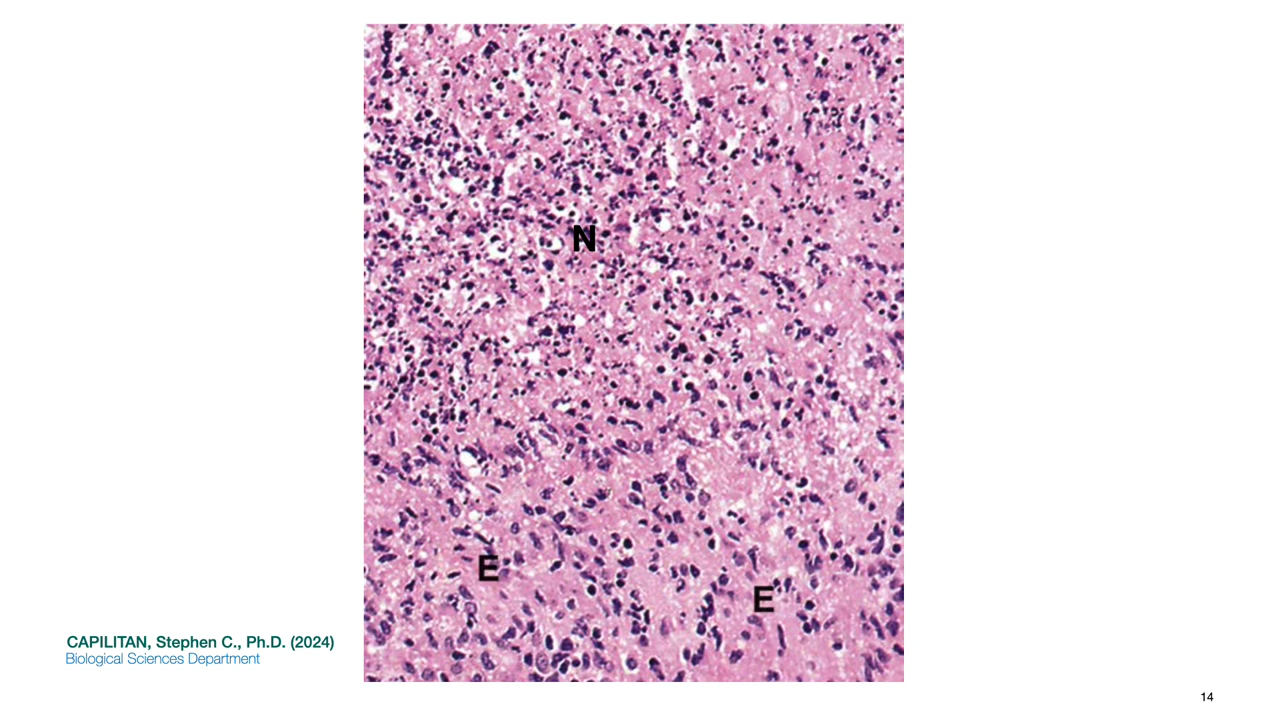 N
E
E
CAPILITAN, Stephen C., Ph.D. (2024)
Biological Sciences Department
14